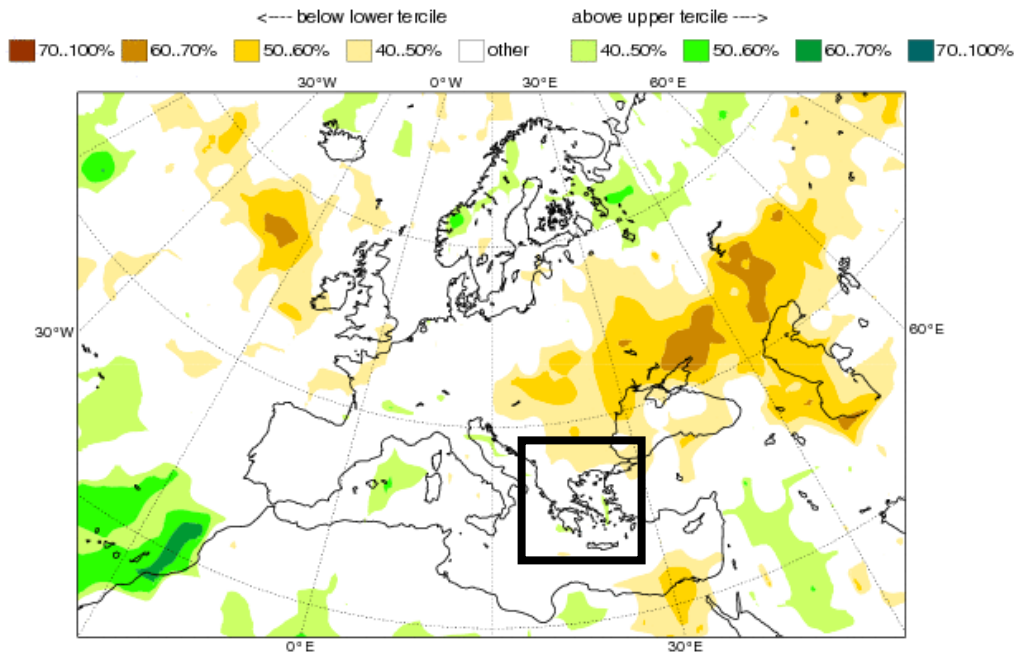 <---- below lower tercile above upper tercile ---->
70..100% 60..70% 50..60% 40..50% other 40..50% 50..60% 60..70% 70..100%
30°W 0°W 30°E 60°E
30°W 60°E
0°E 30°E